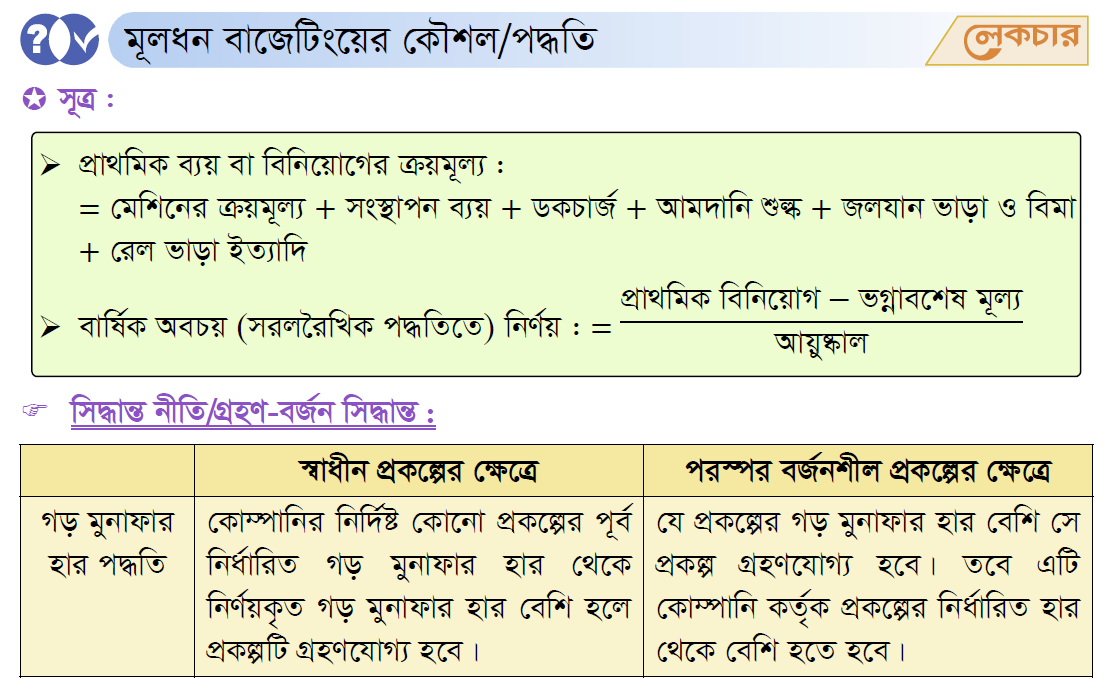 মূলধন বাজেটিংয়ের কৌশল/পদ্ধতি
লেকচার
সূত্র :
প্রাথমিক ব্যয় বা বিনিয়োগের ক্রয়মূল্য :
= মেশিনের ক্রয়মূল্য + সংস্থাপন ব্যয় + ডকচার্জ + আমদানি শুল্ক + জলযান ভাড়া ও বিমা
+ রেল ভাড়া ইত্যাদি
বার্ষিক অবচয় (সরলরৈখিক পদ্ধতিতে) নির্ণয় : = প্রাথমিক বিনিয়োগ – ভগ্নাবশেষ মূল্য
আয়ুষ্কাল
সিদ্ধান্ত নীতি/গ্রহণ-বর্জন সিদ্ধান্ত :
স্বাধীন প্রকল্পের ক্ষেত্রে
পরস্পর বর্জনশীল প্রকল্পের ক্ষেত্রে
গড় মুনাফার
হার পদ্ধতি
কোম্পানির নির্দিষ্ট কোনো প্রকল্পের পূর্ব
নির্ধারিত গড় মুনাফার হার থেকে
নির্ণয়কৃত গড় মুনাফার হার বেশি হলে
প্রকল্পটি গ্রহণযোগ্য হবে।
যে প্রকল্পের গড় মুনাফার হার বেশি সে
প্রকল্প গ্রহণযোগ্য হবে। তবে এটি
কোম্পানি কর্তৃক প্রকল্পের নির্ধারিত হার
থেকে বেশি হতে হবে।